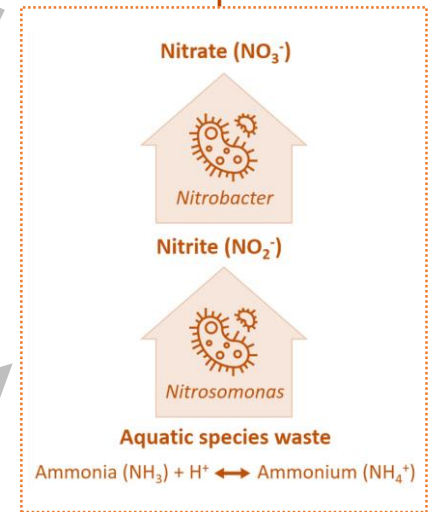 Nitrate (NO₃⁻)
Nitrobacter
Nitrite (NO₂⁻)
Nitrosomonas
Aquatic species waste
Ammonia (NH₃) + H⁺ ⟷ Ammonium (NH₄⁺)